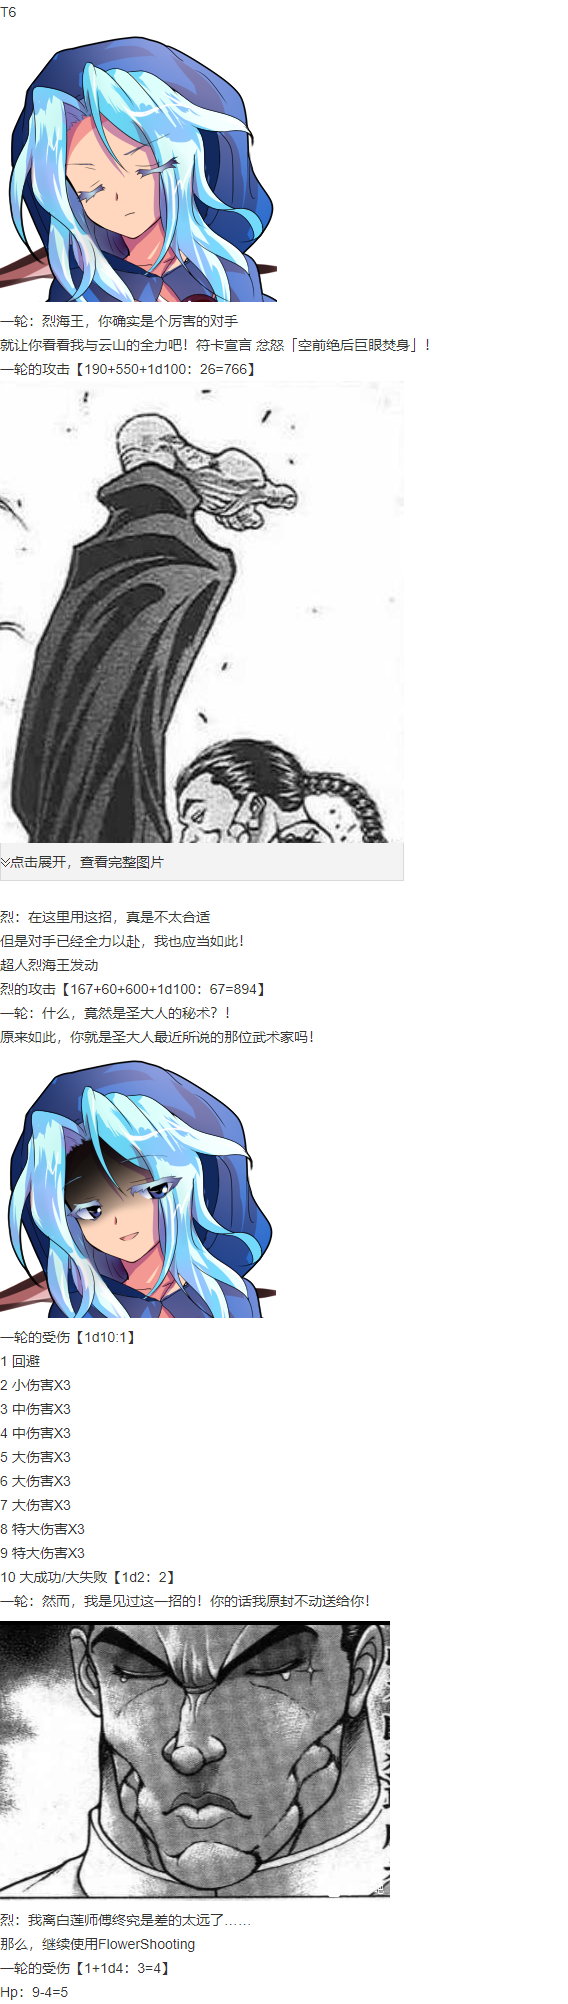 T6
一轮：烈海王，你确实是个厉害的对手
就让你看看我与云山的全力吧！符卡宣言 忿怒「空前绝后巨眼焚身」！
一轮的攻击【190+550+1d100：26=766】
点击展开，查看完整图片
烈：在这里用这招，真是不太合适
但是对手已经全力以赴，我也应当如此！
超人烈海王发动
烈的攻击【167+60+600+1d100：67=894】
一轮：什么，竟然是圣大人的秘术？！
原来如此，你就是圣大人最近所说的那位武术家吗！
一轮的受伤【1d10:1】
1 回避
2 小伤害X3
3 中伤害X3
4 中伤害X3
5 大伤害X3
6 大伤害X3
7 大伤害X3
8 特大伤害X3
9 特大伤害X3
10 大成功/大失败【1d2：2】
一轮：然而，我是见过这一招的！你的话我原封不动送给你！
烈：我离白莲师傅终究是差的太远了……
那么，继续使用FlowerShooting
一轮的受伤【1+1d4：3=4】
Hp：9-4=5